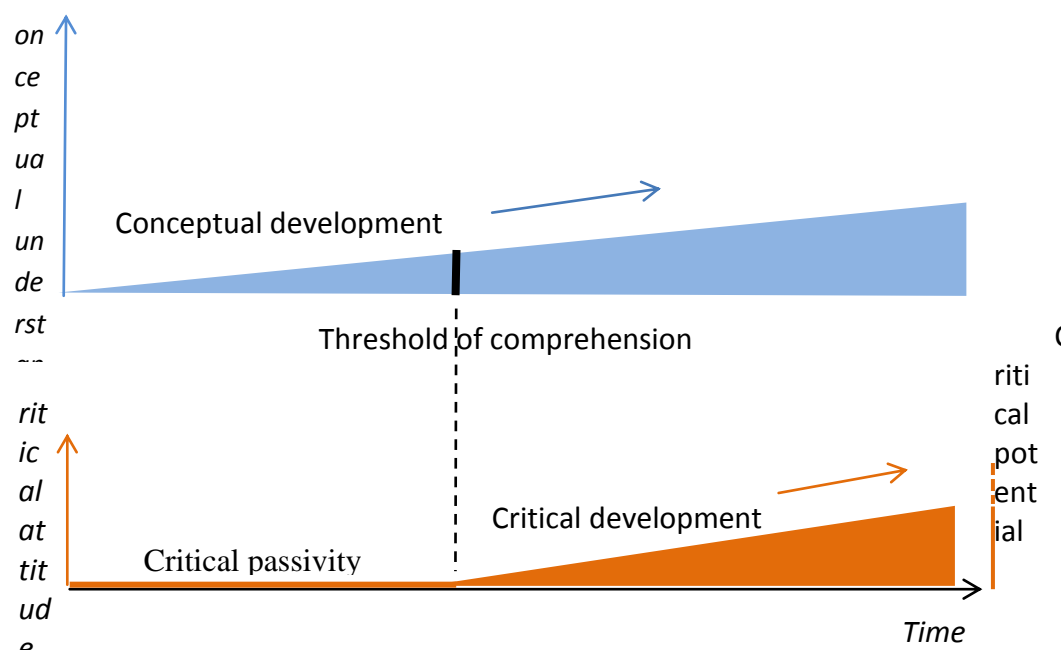 on
ce
pt
ua
l
un
de
rst
Conceptual development
Threshold of comprehension
C
riti
cal
pot
ent
ial
rit
ic
al
at
tit
ud
e
Critical development
Critical passivity
Time